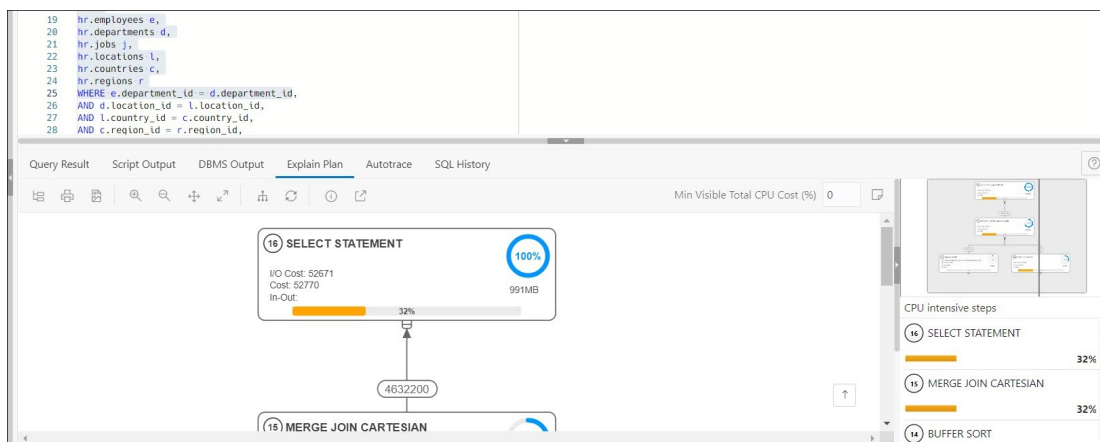 19 hr.employees e,
20 hr.departments d,
21 hr.jobs j,
22 hr.locations l,
23 hr.countries c,
24 hr.regions r
25 WHERE e.department_id = d.department_id,
26 AND d.location_id = l.location_id,
27 AND l.country_id = c.country_id,
28 AND c.region_id = r.region_id,
Query Result Script Output DBMS Output Explain Plan Autotrace SQL History
Min Visible Total CPU Cost (%) 0
16 SELECT STATEMENT
100%
I/O Cost: 52671
Cost: 52770
In-Out:
991MB
32%
4632200
15 MERGE JOIN CARTESIAN
CPU intensive steps
16 SELECT STATEMENT
32%
15 MERGE JOIN CARTESIAN
32%
14 BUFFER SORT